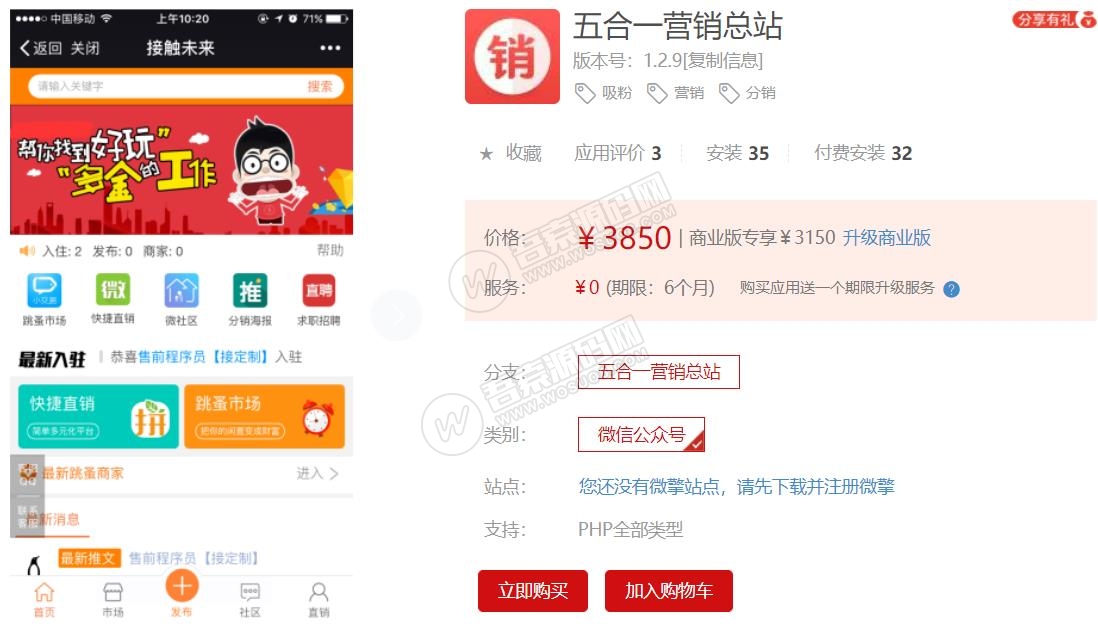 中国移动 上午10:20 71%
返回 关闭 接触未来
请输入关键字 搜索
帮你找到好玩
"多金"的工作
入住: 2 发布: 0 商家: 0 帮助
小交圈
微
推
直聘
跳蚤市场 快捷直销 微社区 分销海报 求职招聘
最新入驻 恭喜售前程序员【接定制】入驻
快捷直销
简单多元化平台
拼
跳蚤市场
把你的闲置变成财富
最新跳蚤商家 进入
QQ
联系
客服
最新消息
最新推文 售前程序员【接定制】
首页 市场 发布 社区 直销
销
五合一营销总站
分享有礼
版本号: 1.2.9[复制信息]
吸粉 营销 分销
收藏 应用评价 3 安装 35 付费安装 32
价格: ¥3850 | 商业版专享¥3150 升级商业版
服务: ¥0 (期限: 6个月) 购买应用送一个期限升级服务 ?
分支: 五合一营销总站
类别: 微信公众号
站点: 您还没有微擎站点，请先下载并注册微擎
支持: PHP全部类型
立即购买 加入购物车